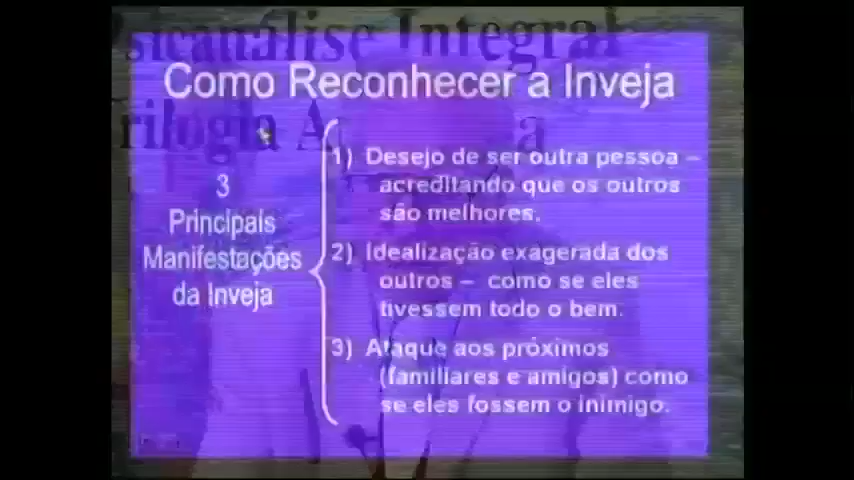 Psicanálise Integral
Como Reconhecer a Inveja
Trilogia
3
Principais
Manifestações
da Inveja
1) Desejo de ser outra pessoa –
acreditando que os outros
são melhores.
2) Idealização exagerada dos
outros – como se eles
tivessem todo o bem.
3) Ataque aos próximos
(familiares e amigos) como
se eles fossem o inimigo.